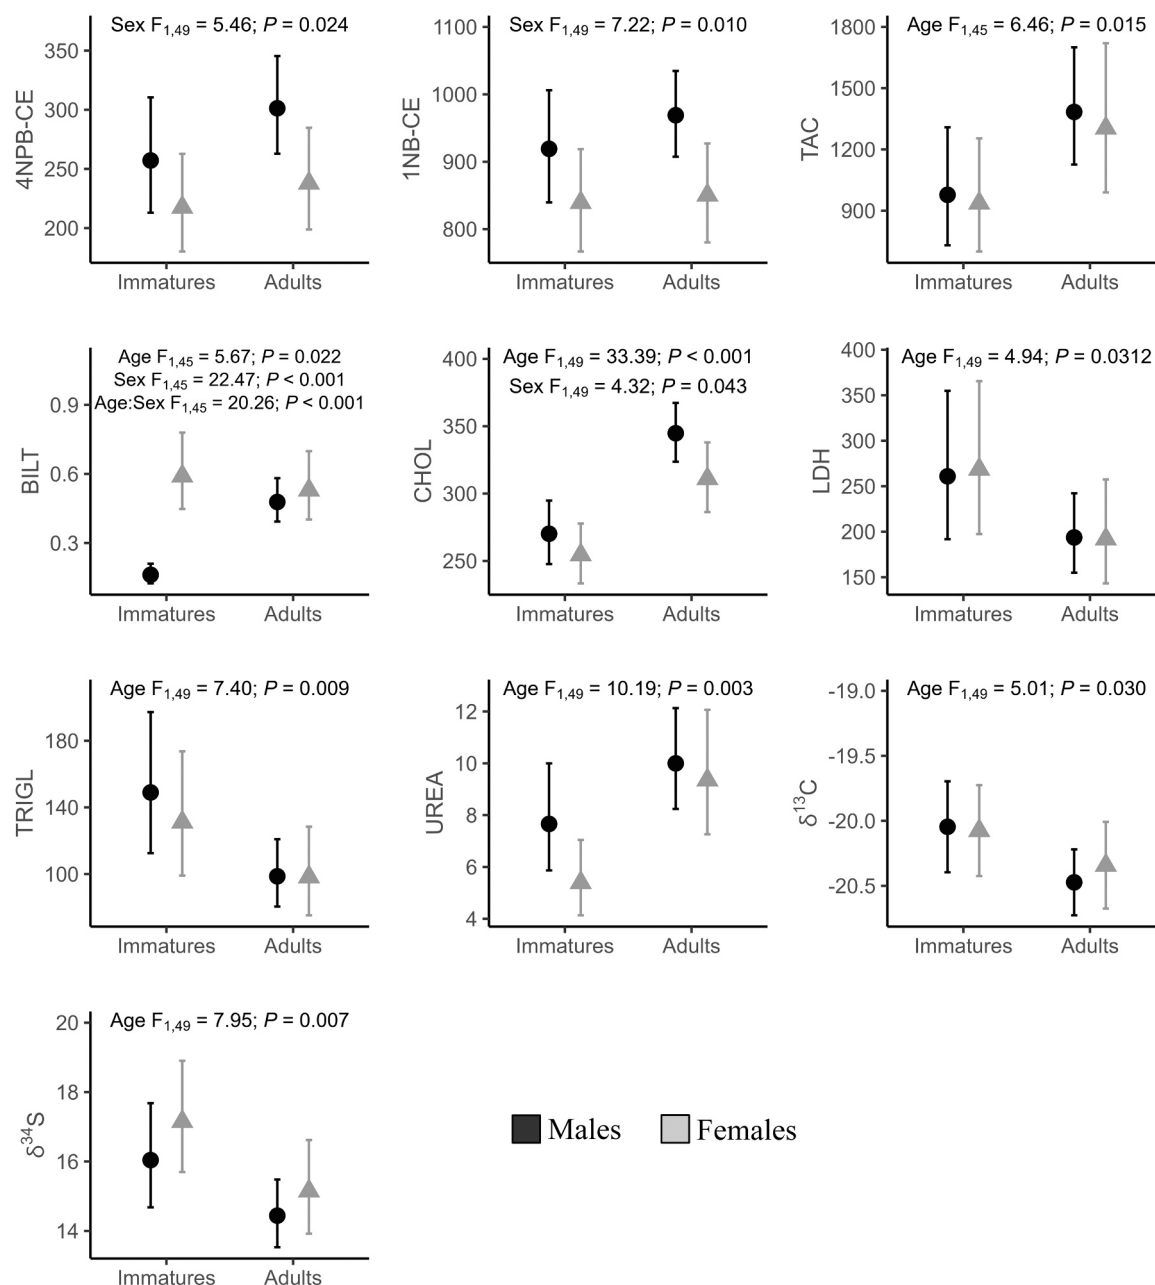 Sex F1,49 = 5.46; P = 0.024
4NPB-CE
350
300
250
200
Immatures Adults
Sex F1,49 = 7.22; P = 0.010
1NB-CE
1100
1000
900
800
Immatures Adults
Age F1,45 = 6.46; P = 0.015
TAC
1800
1500
1200
900
Immatures Adults
Age F1,45 = 5.67; P = 0.022
Sex F1,45 = 22.47; P < 0.001
Age:Sex F1,45 = 20.26; P < 0.001
BILT
0.9
0.6
0.3
Immatures Adults
Age F1,49 = 33.39; P < 0.001
Sex F1,49 = 4.32; P = 0.043
CHOL
400
350
300
250
Immatures Adults
Age F1,49 = 4.94; P = 0.0312
LDH
400
350
300
250
200
150
Immatures Adults
Age F1,49 = 7.40; P = 0.009
TRIGL
180
140
100
Immatures Adults
Age F1,49 = 10.19; P = 0.003
UREA
12
10
8
6
4
Immatures Adults
Age F1,49 = 5.01; P = 0.030
δ13C
-19.0
-19.5
-20.0
-20.5
Immatures Adults
Age F1,49 = 7.95; P = 0.007
δ34S
20
18
16
14
Immatures Adults
Males
Females